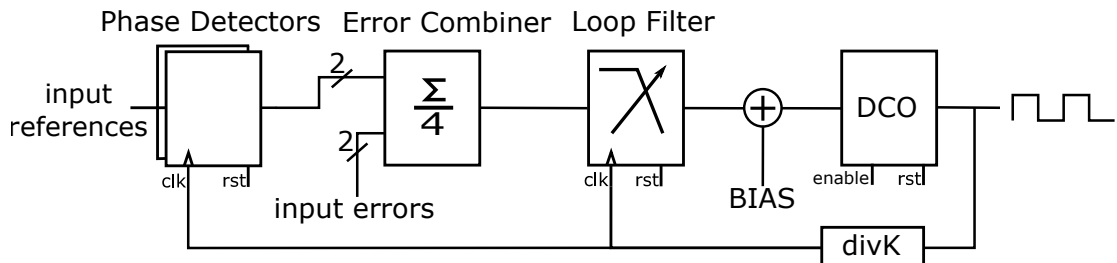 Phase Detectors Error Combiner Loop Filter
input
references
2
2
Σ
4
DCO
clk
rst
input errors
clk
rst
BIAS
enable
rst
divK